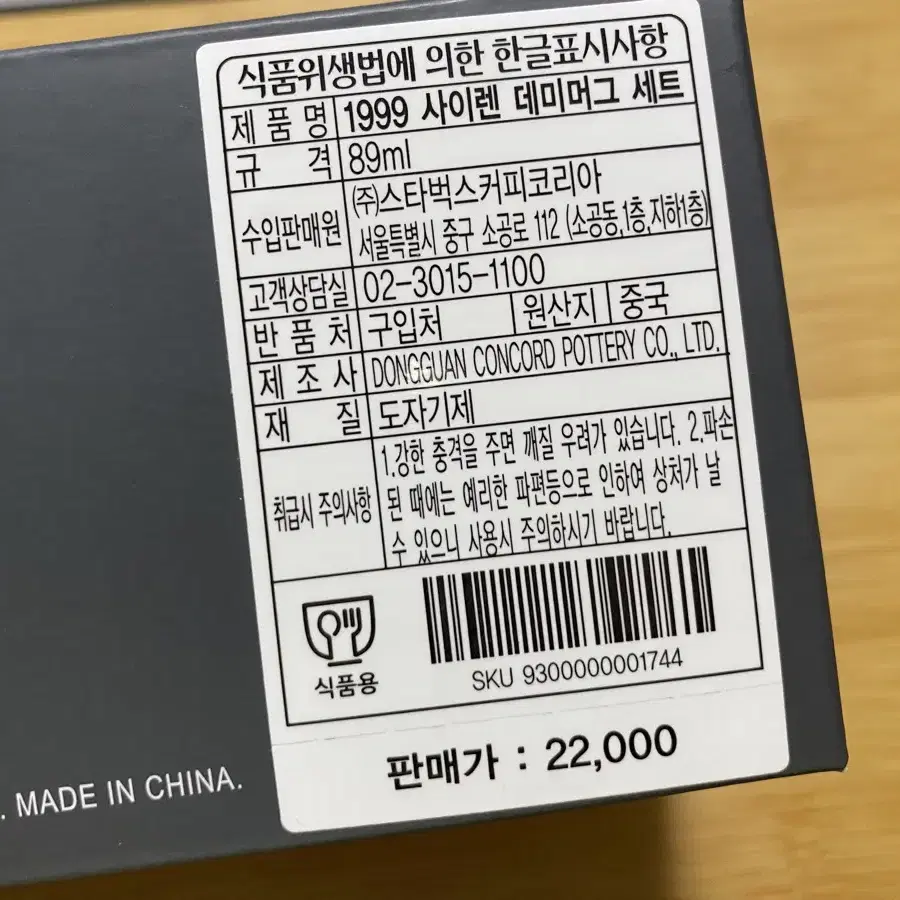 식품위생법에 의한 한글표시사항
제 품 명 1999 사이렌 데미머그 세트
규 격 89ml
수입판매원 (주)스타벅스커피코리아
서울특별시 중구 소공로 112 (소공동,1층,지하1층)
고객상담실 02-3015-1100
반 품 처 구입처 원산지 중국
제 조 사 DONGGUAN CONCORD POTTERY CO., LTD.
재 질 도자기제
취급시 주의사항 1.강한 충격을 주면 깨질 우려가 있습니다. 2.파손
된 때에는 예리한 파편등으로 인하여 상처가 날
수 있으니 사용시 주의하시기 바랍니다.
식품용
SKU 9300000001744
판매가 : 22,000
. MADE IN CHINA.